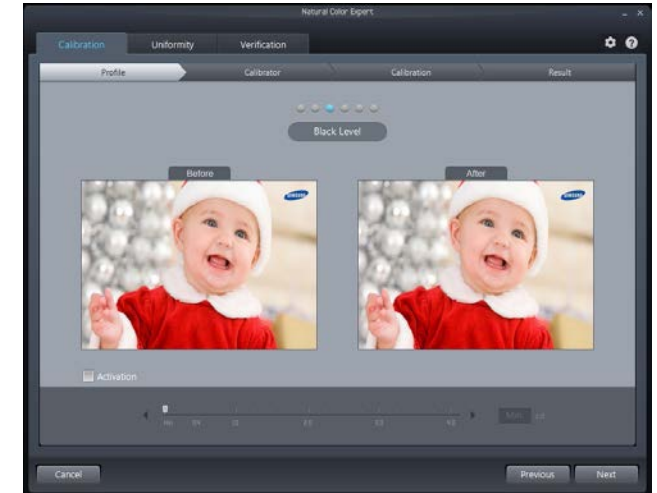 Natural Color Expert
Calibration Uniformity Verification
Profile Calibrator Calibration Result
Black Level
Before After
SAMSUNG SAMSUNG
Activation
Cancel Previous Next